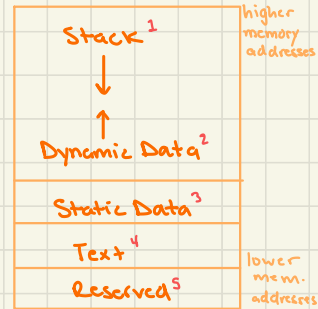 Stack 1
higher
memory
addresses
Dynamic Data 2
Static Data 3
Text 4
Reserved 5
lower
mem.
addresses